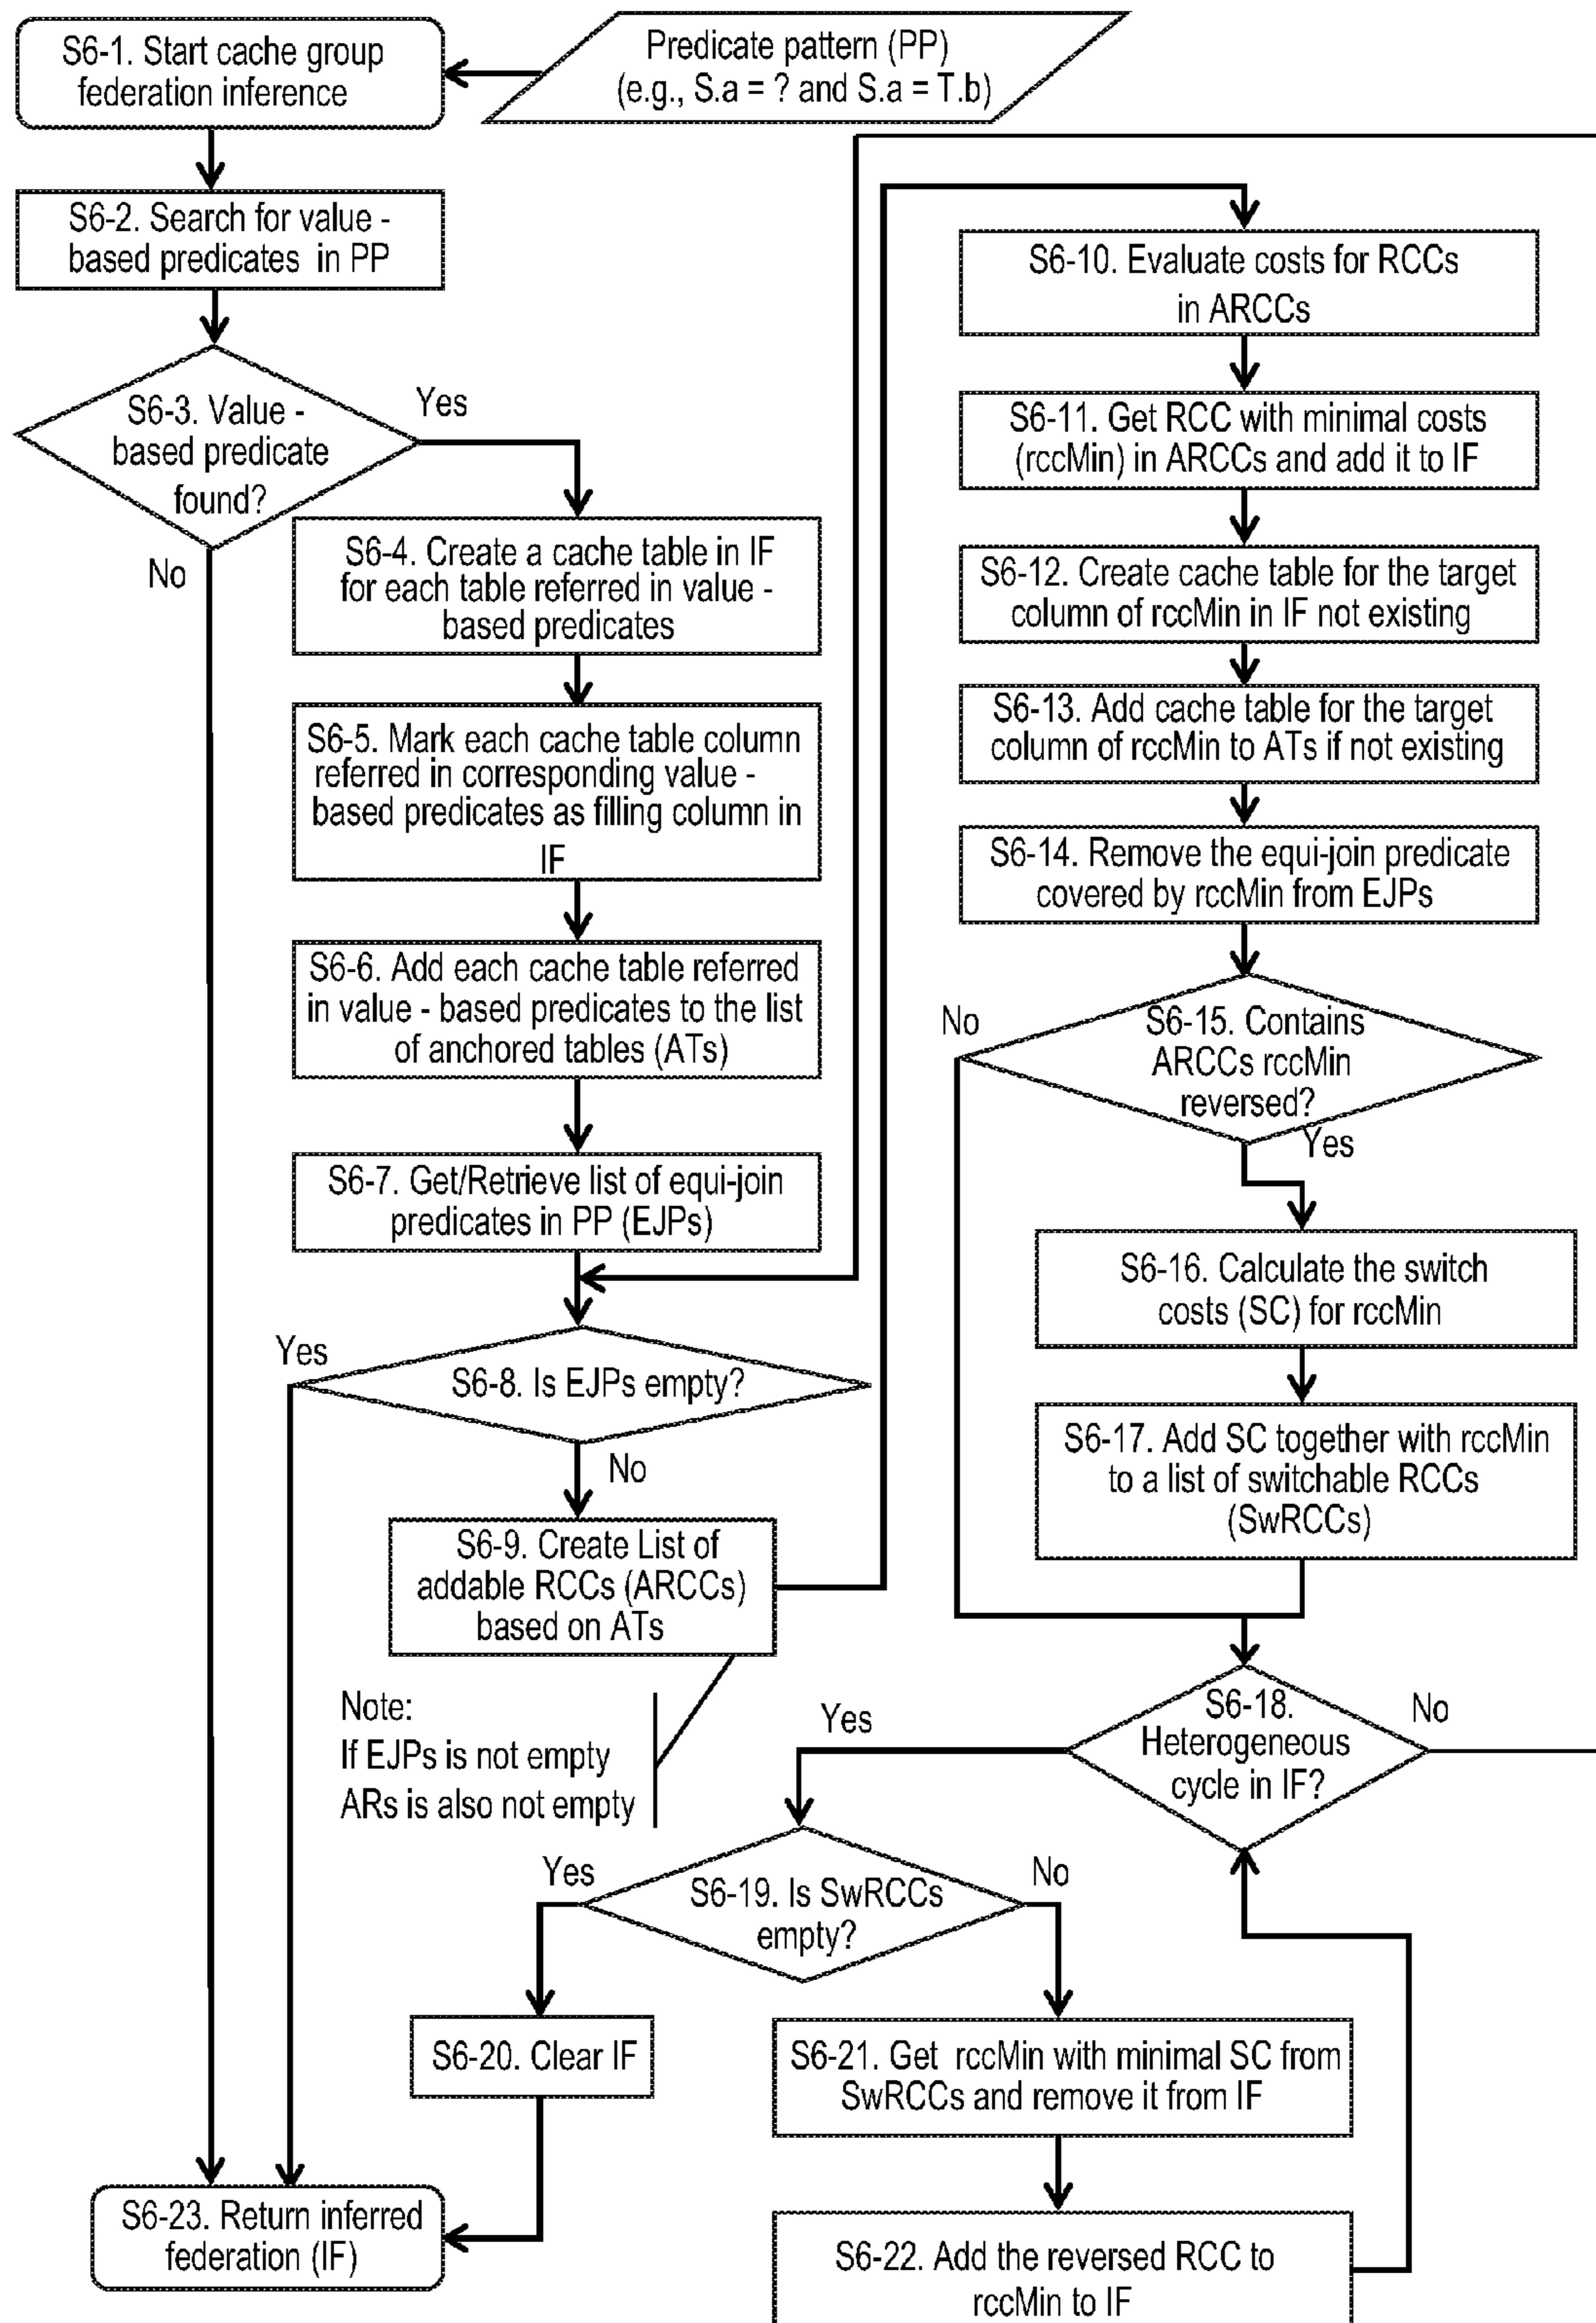 S6-1. Start cache group
federation inference
Predicate pattern (PP)
(e.g., S.a = ? and S.a = T.b)
S6-2. Search for value -
based predicates in PP
S6-3. Value -
based predicate
found?
Yes
No
S6-4. Create a cache table in IF
for each table referred in value -
based predicates
S6-5. Mark each cache table column
referred in corresponding value -
based predicates as filling column in
IF
S6-6. Add each cache table referred
in value - based predicates to the list
of anchored tables (ATs)
S6-7. Get/Retrieve list of equi-join
predicates in PP (EJPs)
Yes
S6-8. Is EJPs empty?
No
S6-9. Create List of
addable RCCs (ARCCs)
based on ATs
Note:
If EJPs is not empty
ARs is also not empty
S6-10. Evaluate costs for RCCs
in ARCCs
S6-11. Get RCC with minimal costs
(rccMin) in ARCCs and add it to IF
S6-12. Create cache table for the target
column of rccMin in IF not existing
S6-13. Add cache table for the target
column of rccMin to ATs if not existing
S6-14. Remove the equi-join predicate
covered by rccMin from EJPs
No
S6-15. Contains
ARCCs rccMin
reversed?
Yes
S6-16. Calculate the switch
costs (SC) for rccMin
S6-17. Add SC together with rccMin
to a list of switchable RCCs
(SwRCCs)
Yes
S6-18.
Heterogeneous
cycle in IF?
No
Yes
S6-19. Is SwRCCs
empty?
No
S6-20. Clear IF
S6-21. Get rccMin with minimal SC from
SwRCCs and remove it from IF
S6-22. Add the reversed RCC to
rccMin to IF
S6-23. Return inferred
federation (IF)